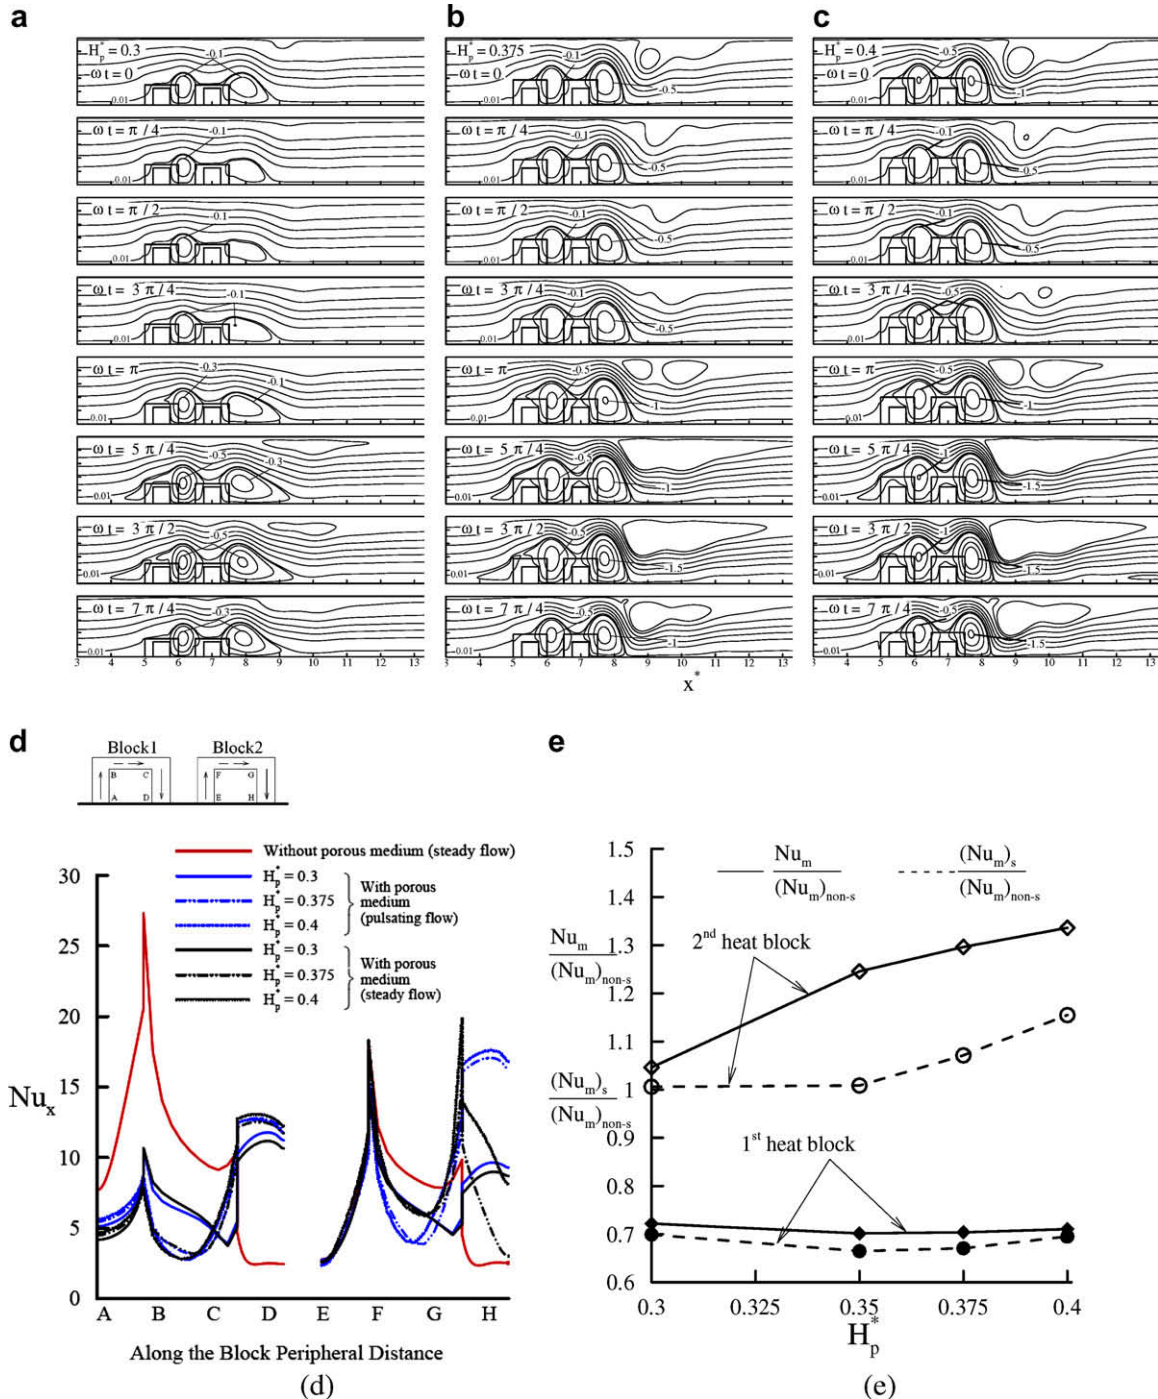 a
H*p = 0.3
-0.1
ωt = 0
0.01
ωt = π / 4
-0.1
0.01
ωt = π / 2
-0.1
0.01
ωt = 3 π / 4
-0.1
0.01
ωt = π
-0.3
-0.1
0.01
ωt = 5 π / 4
-0.5
-0.3
0.01
ωt = 3 π / 2
-0.5
0.01
ωt = 7 π / 4
-0.3
0.01
3 4 5 6 7 8 9 10 11 12 13
b
H*p = 0.375
-0.1
ωt = 0
-0.5
0.01
ωt = π / 4
-0.1
-0.5
0.01
ωt = π / 2
-0.1
-0.5
0.01
ωt = 3 π / 4
-0.1
-0.5
0.01
ωt = π
-0.5
-1
0.01
ωt = 5 π / 4
-0.5
-1
0.01
ωt = 3 π / 2
-0.5
-1.5
0.01
ωt = 7 π / 4
-0.5
-1
0.01
3 4 5 6 7 8 9 10 11 12 13
x*
c
H*p = 0.4
-0.5
ωt = 0
-1
0.01
ωt = π / 4
-0.1
-0.5
0.01
ωt = π / 2
-0.1
-0.5
0.01
ωt = 3 π / 4
-0.5
-1
0.01
ωt = π
-0.5
-1
0.01
ωt = 5 π / 4
-1
-1.5
0.01
ωt = 3 π / 2
-1
-1.5
0.01
ωt = 7 π / 4
-0.5
-1.5
0.01
3 4 5 6 7 8 9 10 11 12 13
d
Block1 Block2
B C F G
A D E H
Without porous medium (steady flow)
H*p = 0.3
H*p = 0.375
H*p = 0.4
With porous
medium
(pulsating flow)
H*p = 0.3
H*p = 0.375
H*p = 0.4
With porous
medium
(steady flow)
30
25
20
15
10
5
0
Nux
A B C D E F G H
Along the Block Peripheral Distance
(d)
e
Num / (Num)non-s
(Num)s / (Num)non-s
2nd heat block
1st heat block
Num / (Num)non-s
(Num)s / (Num)non-s
1.5
1.4
1.3
1.2
1.1
1
0.9
0.8
0.7
0.6
0.3 0.325 0.35 0.375 0.4
H*p
(e)